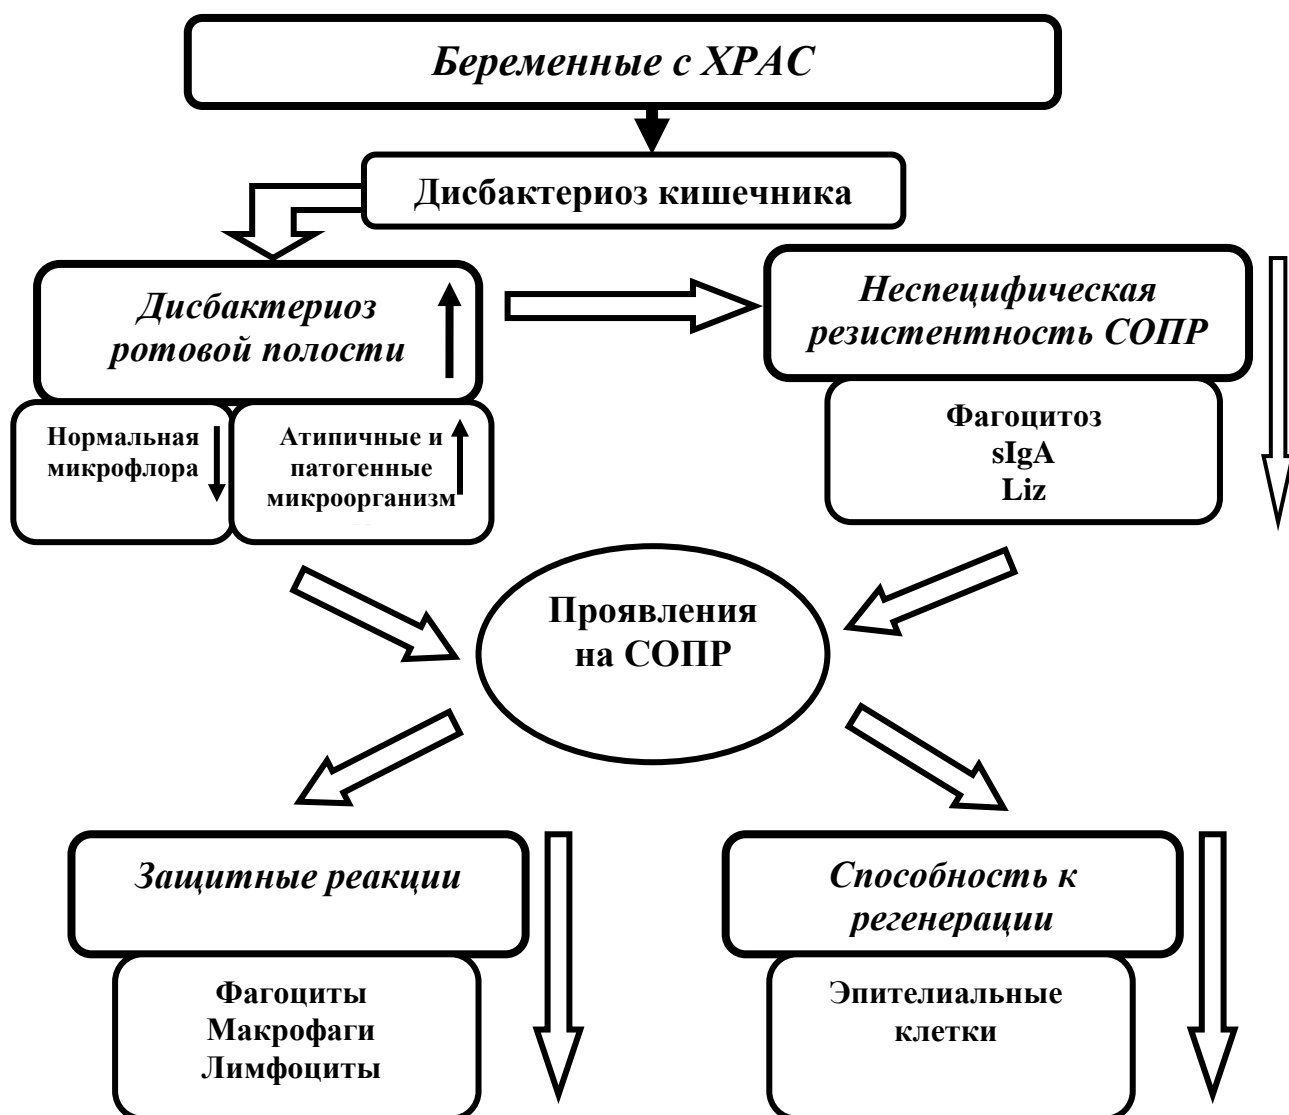 Беременные с ХРАС
Дисбактериоз кишечника
Дисбактериоз
ротовой полости
Неспецифическая
резистентность СОПР
Нормальная
микрофлора
Атипичные и
патогенные
микроорганизм
Фагоцитоз
sIgA
Liz
Проявления
на СОПР
Защитные реакции
Способность к
регенерации
Фагоциты
Макрофаги
Лимфоциты
Эпителиальные
клетки